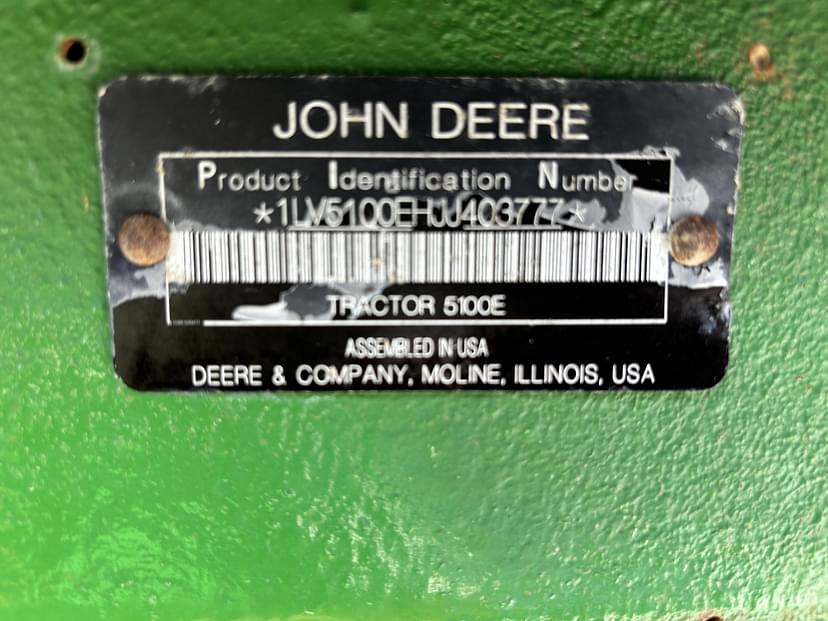 JOHN DEERE
Product Identification Number
*1LV5100EHJJ403777*
TRACTOR 5100E
ASSEMBLED IN USA
DEERE & COMPANY, MOLINE, ILLINOIS, USA